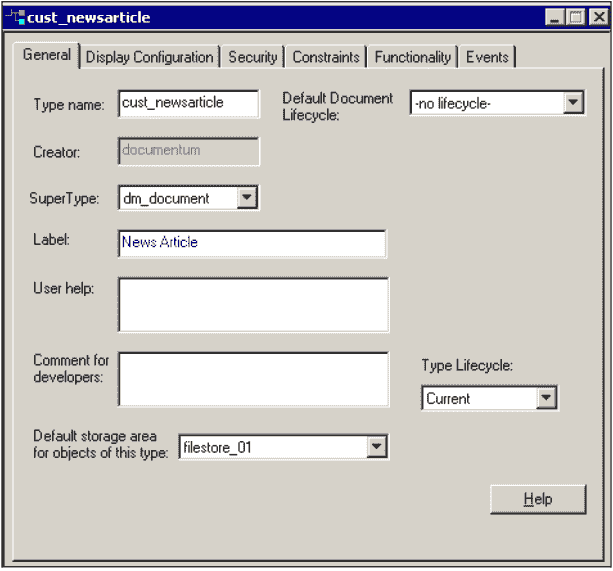 cust_newsarticle
General Display Configuration Security Constraints Functionality Events
Type name: cust_newsarticle
Default Document
Lifecycle: -no lifecycle-
Creator: documentum
SuperType: dm_document
Label: News Article
User help:
Comment for
developers:
Type Lifecycle:
Current
Default storage area
for objects of this type: filestore_01
Help